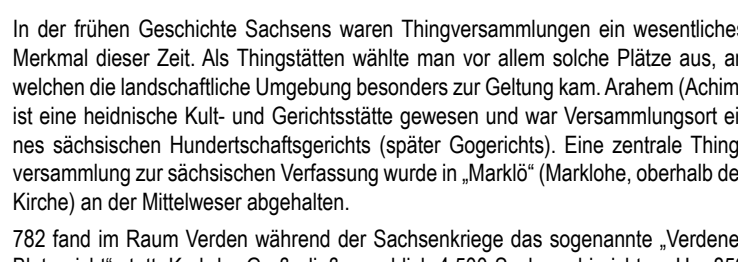 In der frühen Geschichte Sachsens waren Thingversammlungen ein wesentliches
Merkmal dieser Zeit. Als Thingstätten wählte man vor allem solche Plätze aus, an
welchen die landschaftliche Umgebung besonders zur Geltung kam. Arahem (Achim
ist eine heidnische Kult- und Gerichtsstätte gewesen und war Versammlungsort ei
nes sächsischen Hundertschaftsgerichts (später Gogerichts). Eine zentrale Thing
versammlung zur sächsischen Verfassung wurde in „Marklö“ (Marklohe, oberhalb de
Kirche) an der Mittelweser abgehalten.
782 fand im Raum Verden während der Sachsenkriege das sogenannte „Verdene